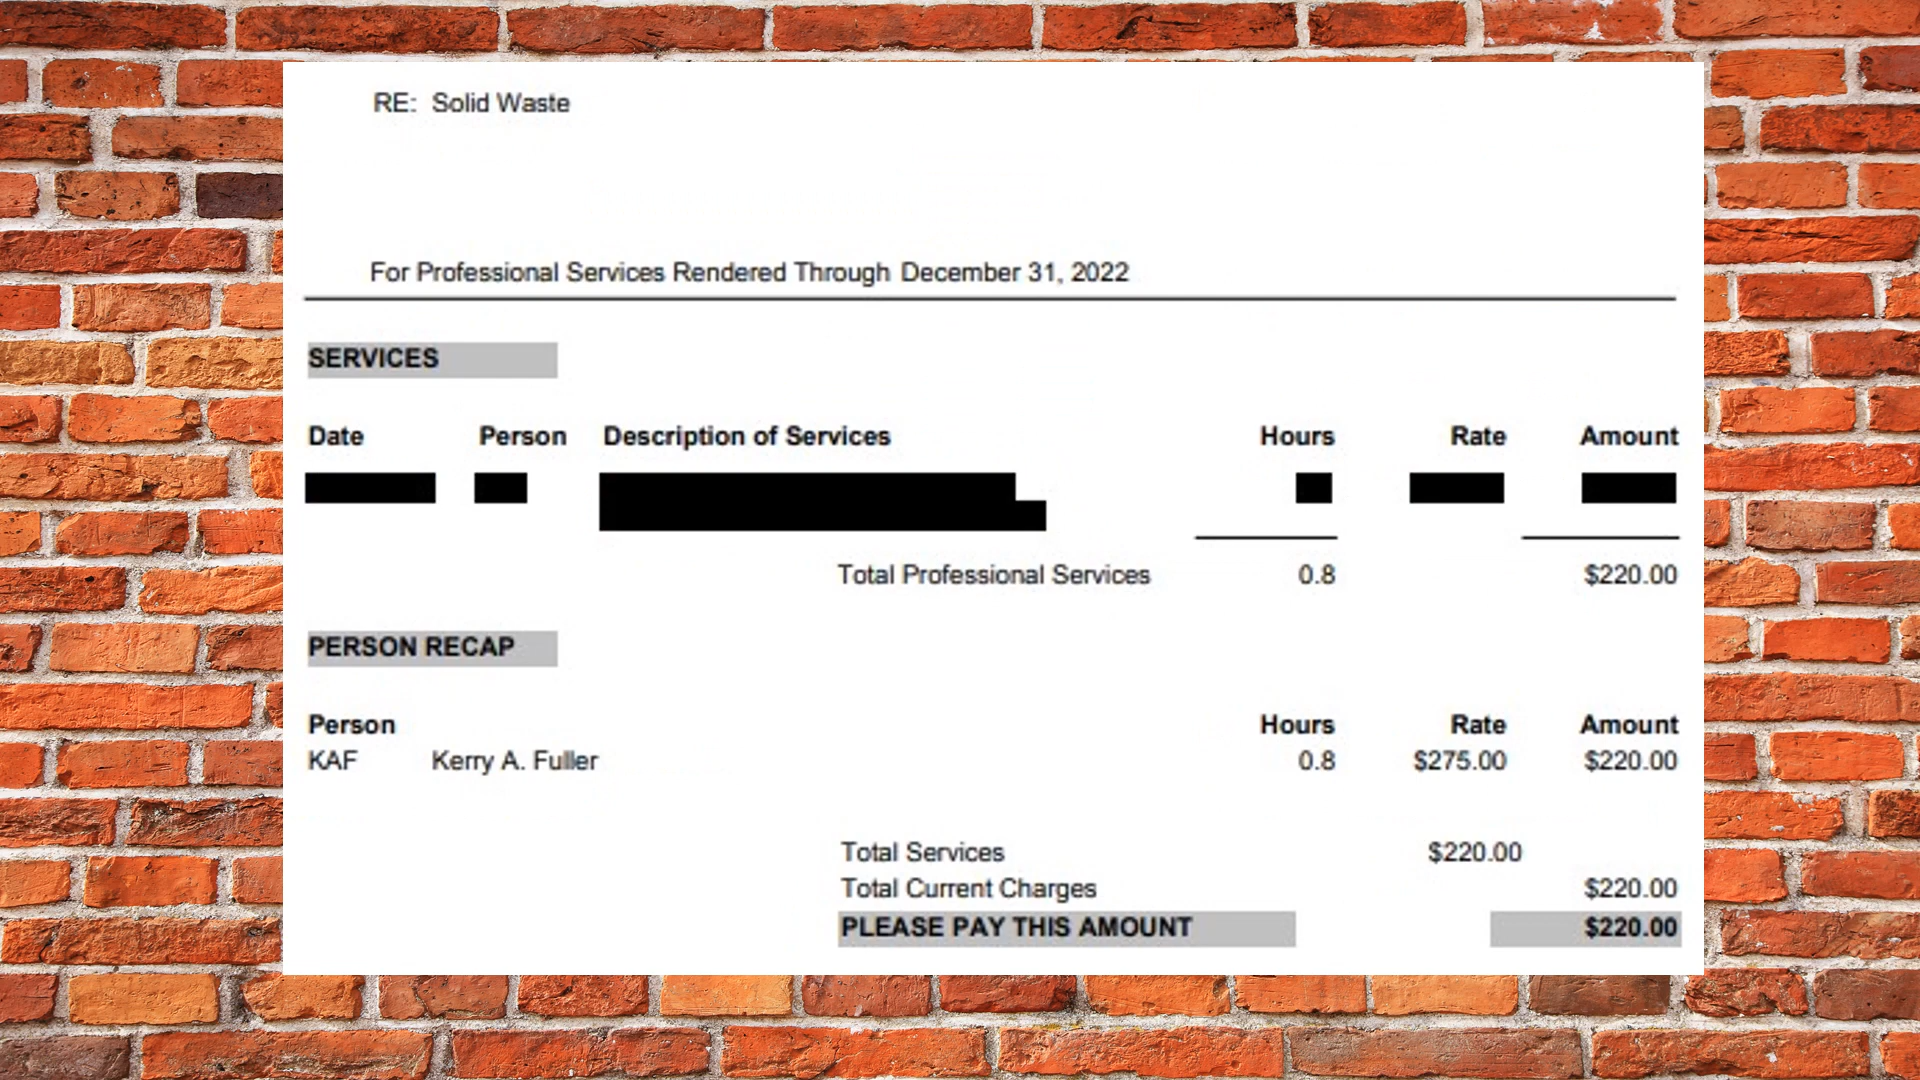 RE: Solid Waste
For Professional Services Rendered Through December 31, 2022
SERVICES
Date Person Description of Services Hours Rate Amount
Total Professional Services 0.8 $220.00
PERSON RECAP
Person Hours Rate Amount
KAF Kerry A. Fuller 0.8 $275.00 $220.00
Total Services $220.00
Total Current Charges $220.00
PLEASE PAY THIS AMOUNT $220.00